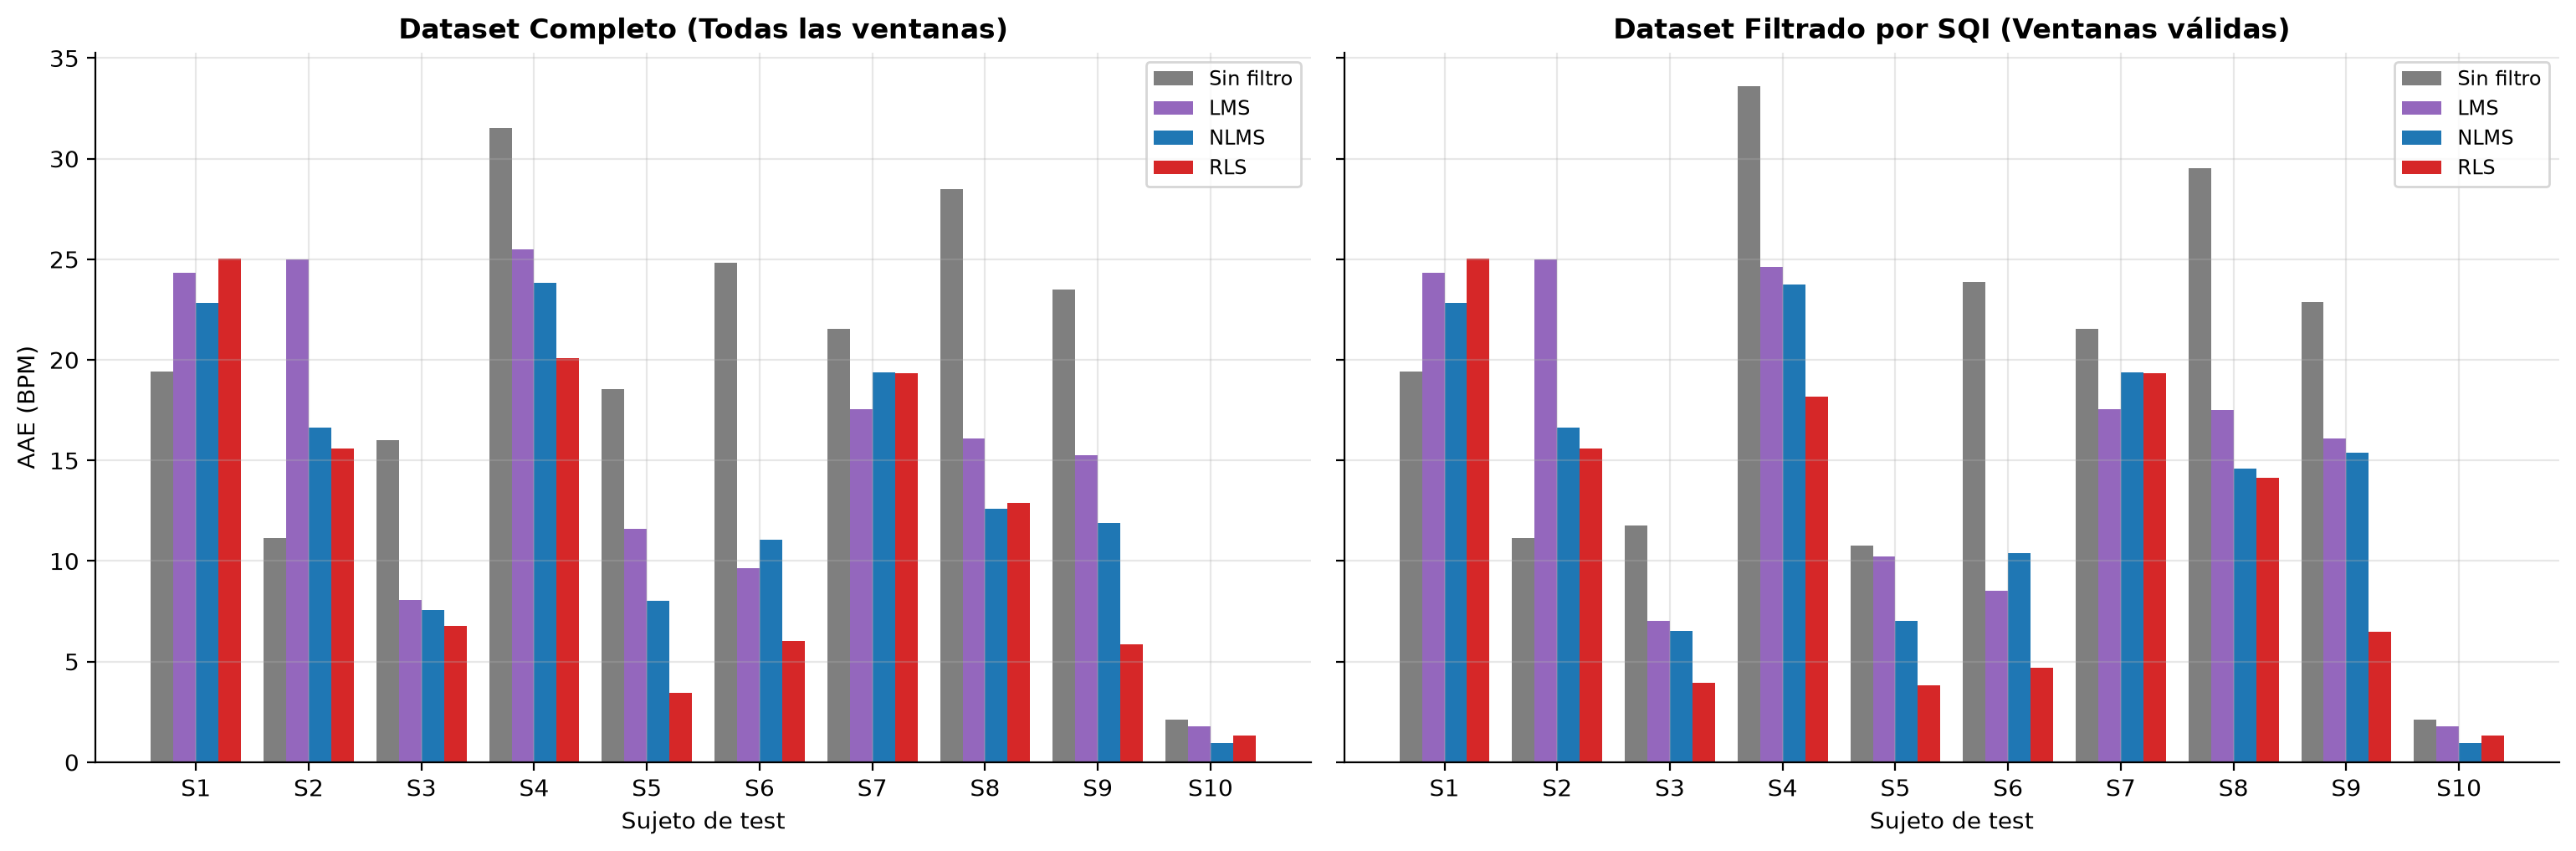 Dataset Completo (Todas las ventanas)
35
30
25
20
15
10
5
0
AAE (BPM)
Sin filtro
LMS
NLMS
RLS
S1 S2 S3 S4 S5 S6 S7 S8 S9 S10
Sujeto de test
Dataset Filtrado por SQI (Ventanas válidas)
Sin filtro
LMS
NLMS
RLS
S1 S2 S3 S4 S5 S6 S7 S8 S9 S10
Sujeto de test